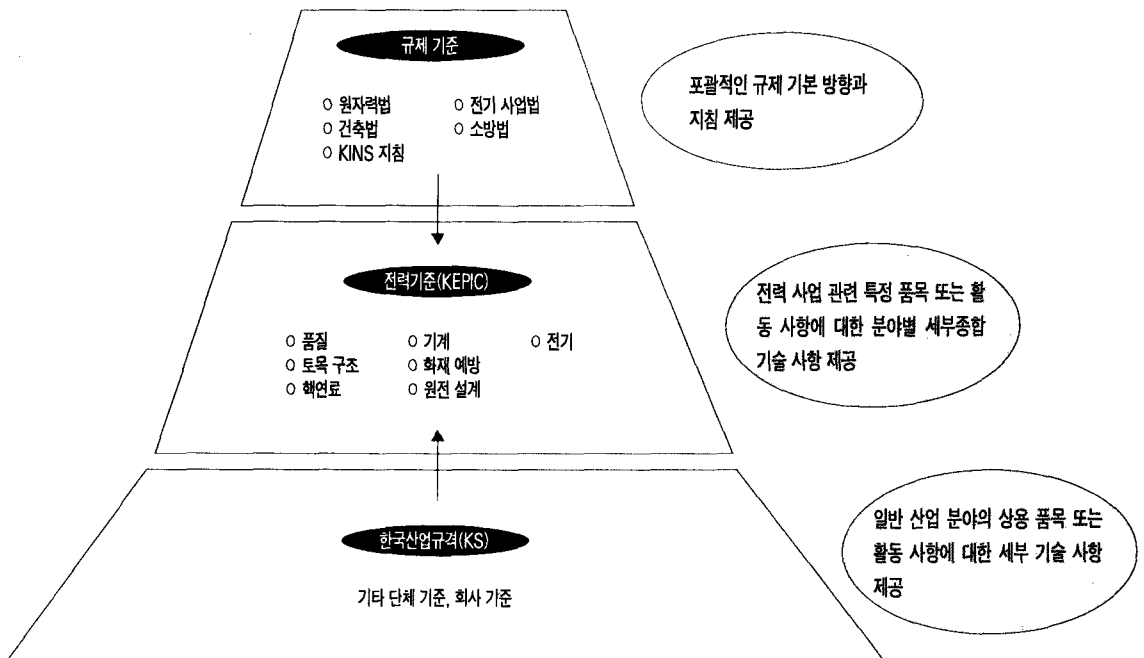 규제 기준
○ 원자력법 ○ 전기 사업법
○ 건축법 ○ 소방법
○ KINS 지침
포괄적인 규제 기본 방향과
지침 제공
전력기준(KEPIC)
○ 품질 ○ 기계 ○ 전기
○ 토목 구조 ○ 화재 예방
○ 핵연료 ○ 원전 설계
전력 사업 관련 특정 품목 또는 활
동 사항에 대한 분야별 세부종합
기술 사항 제공
한국산업규격(KS)
기타 단체 기준, 회사 기준
일반 산업 분야의 상용 품목 또는
활동 사항에 대한 세부 기술 사항
제공